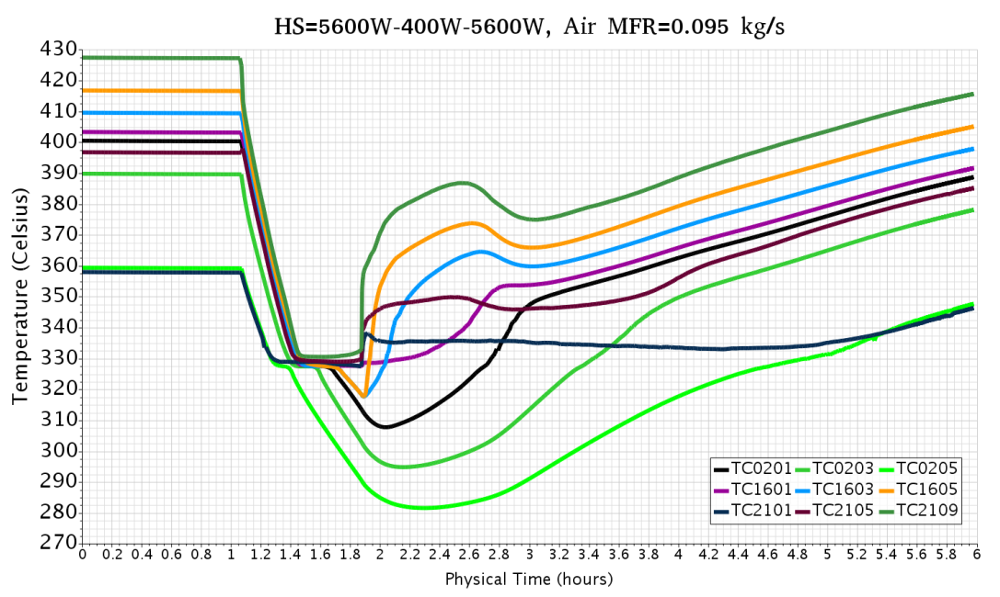 HS=5600W-400W-5600W, Air MFR=0.095 kg/s
Temperature (Celsius)
430
420
410
400
390
380
370
360
350
340
330
320
310
300
290
280
270
TC0201 TC0203 TC0205
TC1601 TC1603 TC1605
TC2101 TC2105 TC2109
0 0.2 0.4 0.6 0.8 1 1.2 1.4 1.6 1.8 2 2.2 2.4 2.6 2.8 3 3.2 3.4 3.6 3.8 4 4.2 4.4 4.6 4.8 5 5.2 5.4 5.6 5.8 6
Physical Time (hours)